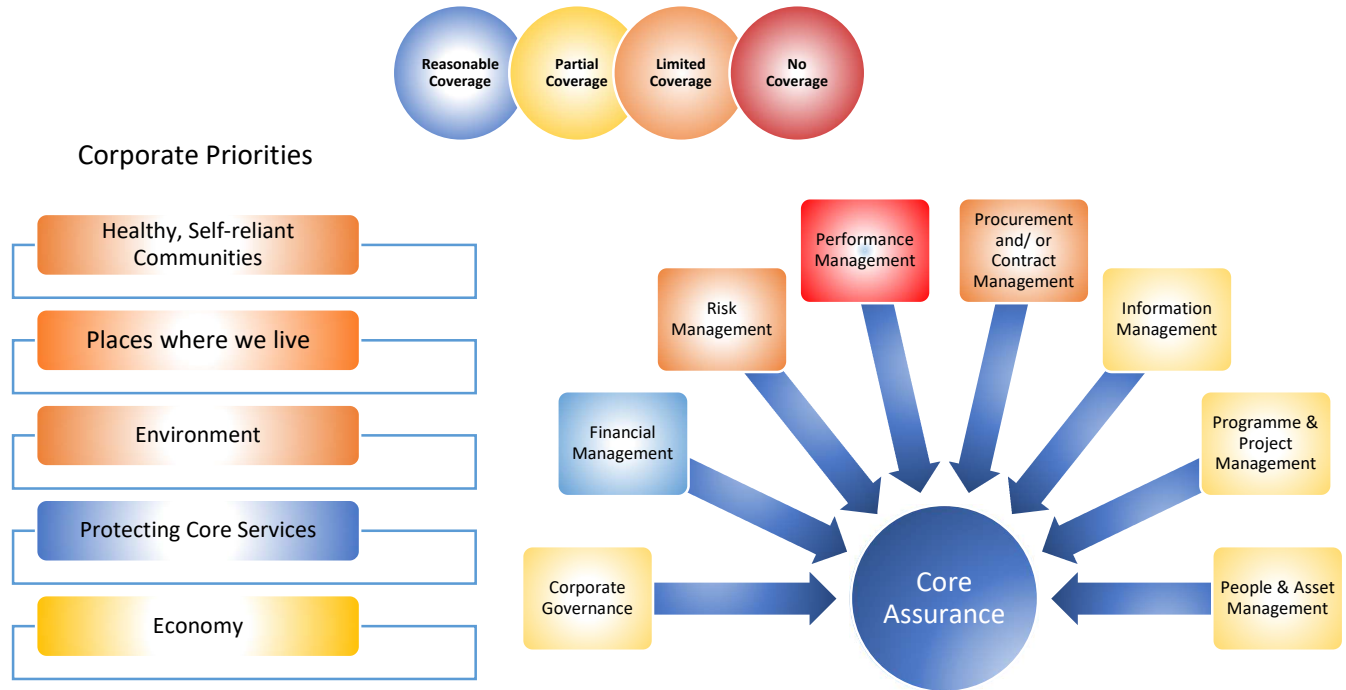 Reasonable
Coverage
Partial
Coverage
Limited
Coverage
No
Coverage
Corporate Priorities
Healthy, Self-reliant
Communities
Places where we live
Environment
Protecting Core Services
Economy
Corporate
Governance
Financial
Management
Risk
Management
Performance
Management
Procurement
and/ or
Contract
Management
Information
Management
Programme &
Project
Management
People & Asset
Management
Core
Assurance